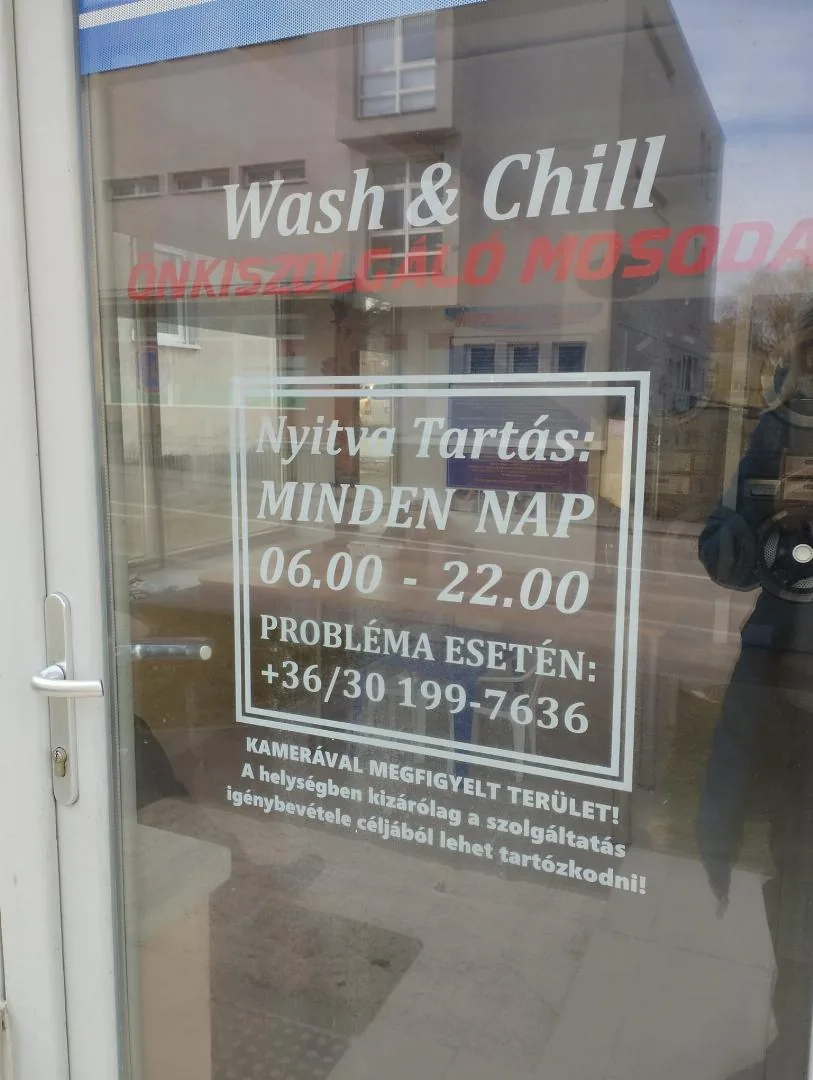 Wash & Chill
ÖNKISZOLGÁLÓ MOSODA
Nyitva Tartás:
MINDEN NAP
06.00 - 22.00
PROBLÉMA ESETÉN:
+36/30 199-7636
KAMERÁVAL MEGFIGYELT TERÜLET!
A helységben kizárólag a szolgáltatás
igénybevétele céljából lehet tartózkodni!